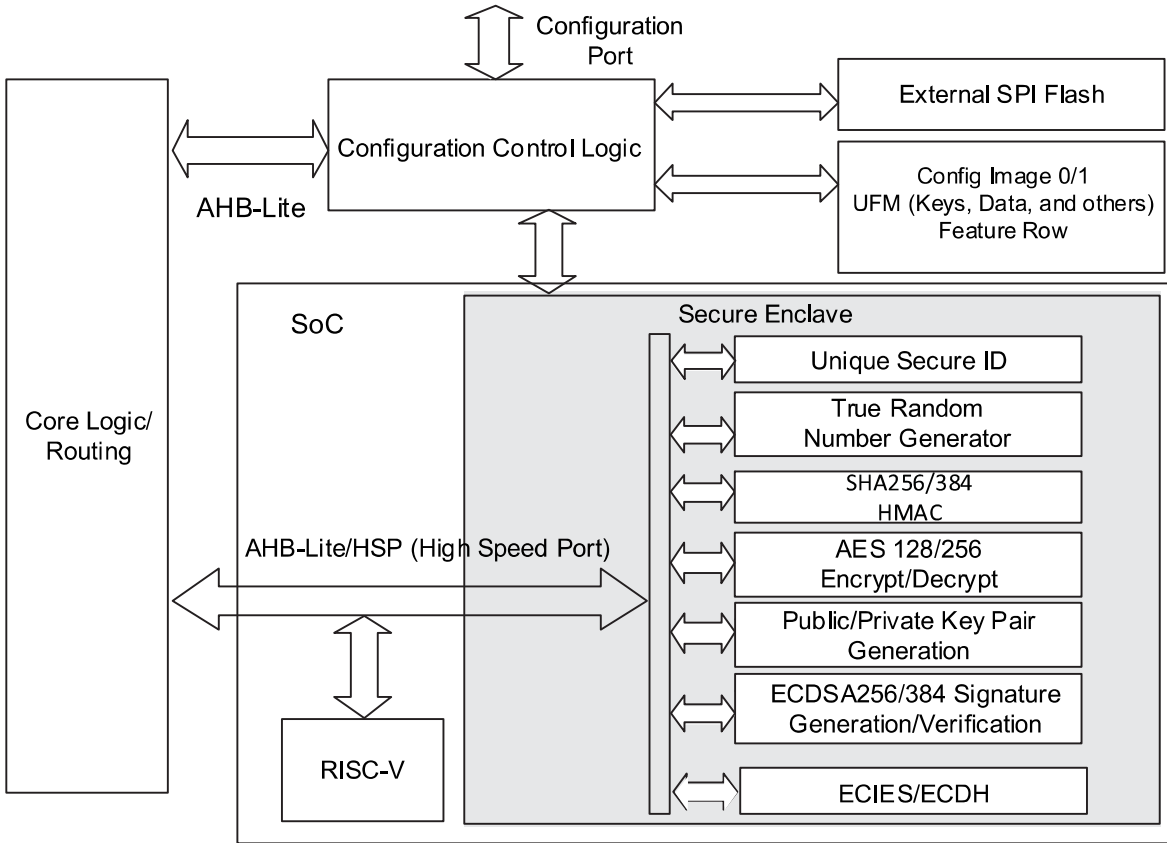 Configuration
Port
External SPI Flash
Configuration Control Logic
AHB-Lite
Config Image 0/1
UFM (Keys, Data, and others)
Feature Row
SoC
Secure Enclave
Unique Secure ID
Core Logic/
Routing
True Random
Number Generator
SHA256/384
HMAC
AHB-Lite/HSP (High Speed Port)
AES 128/256
Encrypt/Decrypt
Public/Private Key Pair
Generation
ECDSA256/384 Signature
Generation/Verification
RISC-V
ECIES/ECDH